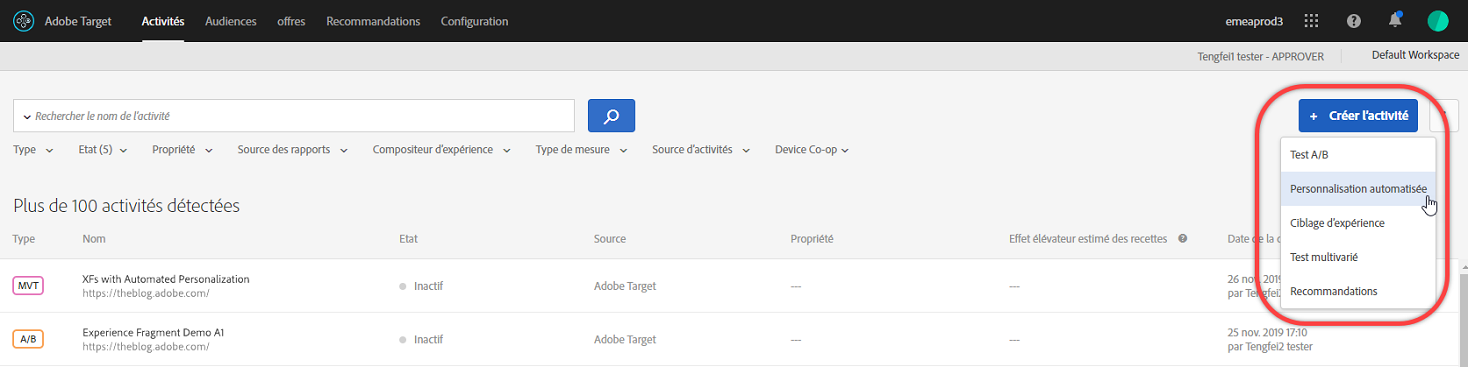 Adobe Target Activités Audiences offres Recommandations Configuration emeaprod3
Tengfei1 tester - APPROVER Default Workspace
Rechercher le nom de l'activité
+ Créer l'activité
Type Etat (5) Propriété Source des rapports Compositeur d'expérience Type de mesure Source d'activités Device Co-op
Test A/B
Personnalisation automatisée
Ciblage d'expérience
Test multivarié
Recommandations
Plus de 100 activités détectées
Type Nom Etat Source Propriété Effet élévateur estimé des recettes Date de la
MVT XFs with Automated Personalization Inactif Adobe Target --- --- 26 nov. 2019
https://theblog.adobe.com/ par Tengfei2
A/B Experience Fragment Demo A1 Inactif Adobe Target --- --- 25 nov. 2019 17:10
https://theblog.adobe.com/ par Tengfei2 tester